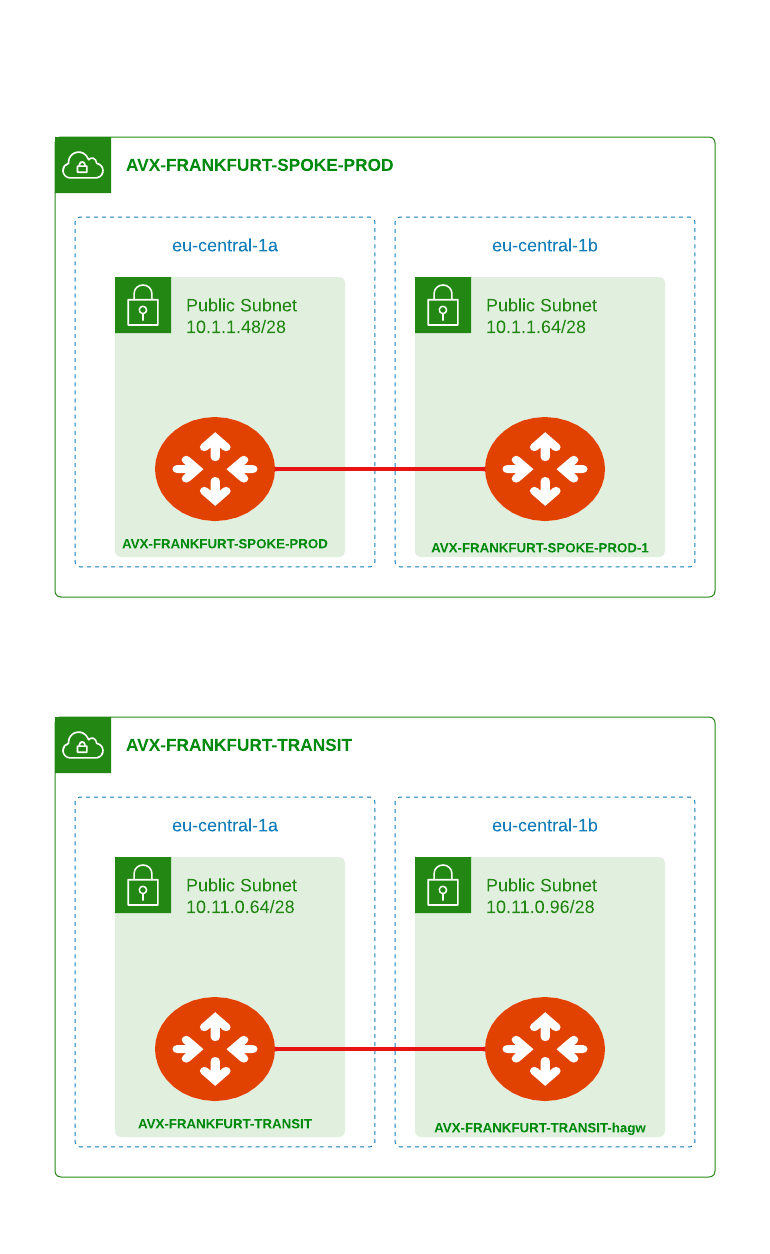 AVX-FRANKFURT-SPOKE-PROD
eu-central-1a
Public Subnet
10.1.1.48/28
AVX-FRANKFURT-SPOKE-PROD
eu-central-1b
Public Subnet
10.1.1.64/28
AVX-FRANKFURT-SPOKE-PROD-1
AVX-FRANKFURT-TRANSIT
eu-central-1a
Public Subnet
10.11.0.64/28
AVX-FRANKFURT-TRANSIT
eu-central-1b
Public Subnet
10.11.0.96/28
AVX-FRANKFURT-TRANSIT-hagw